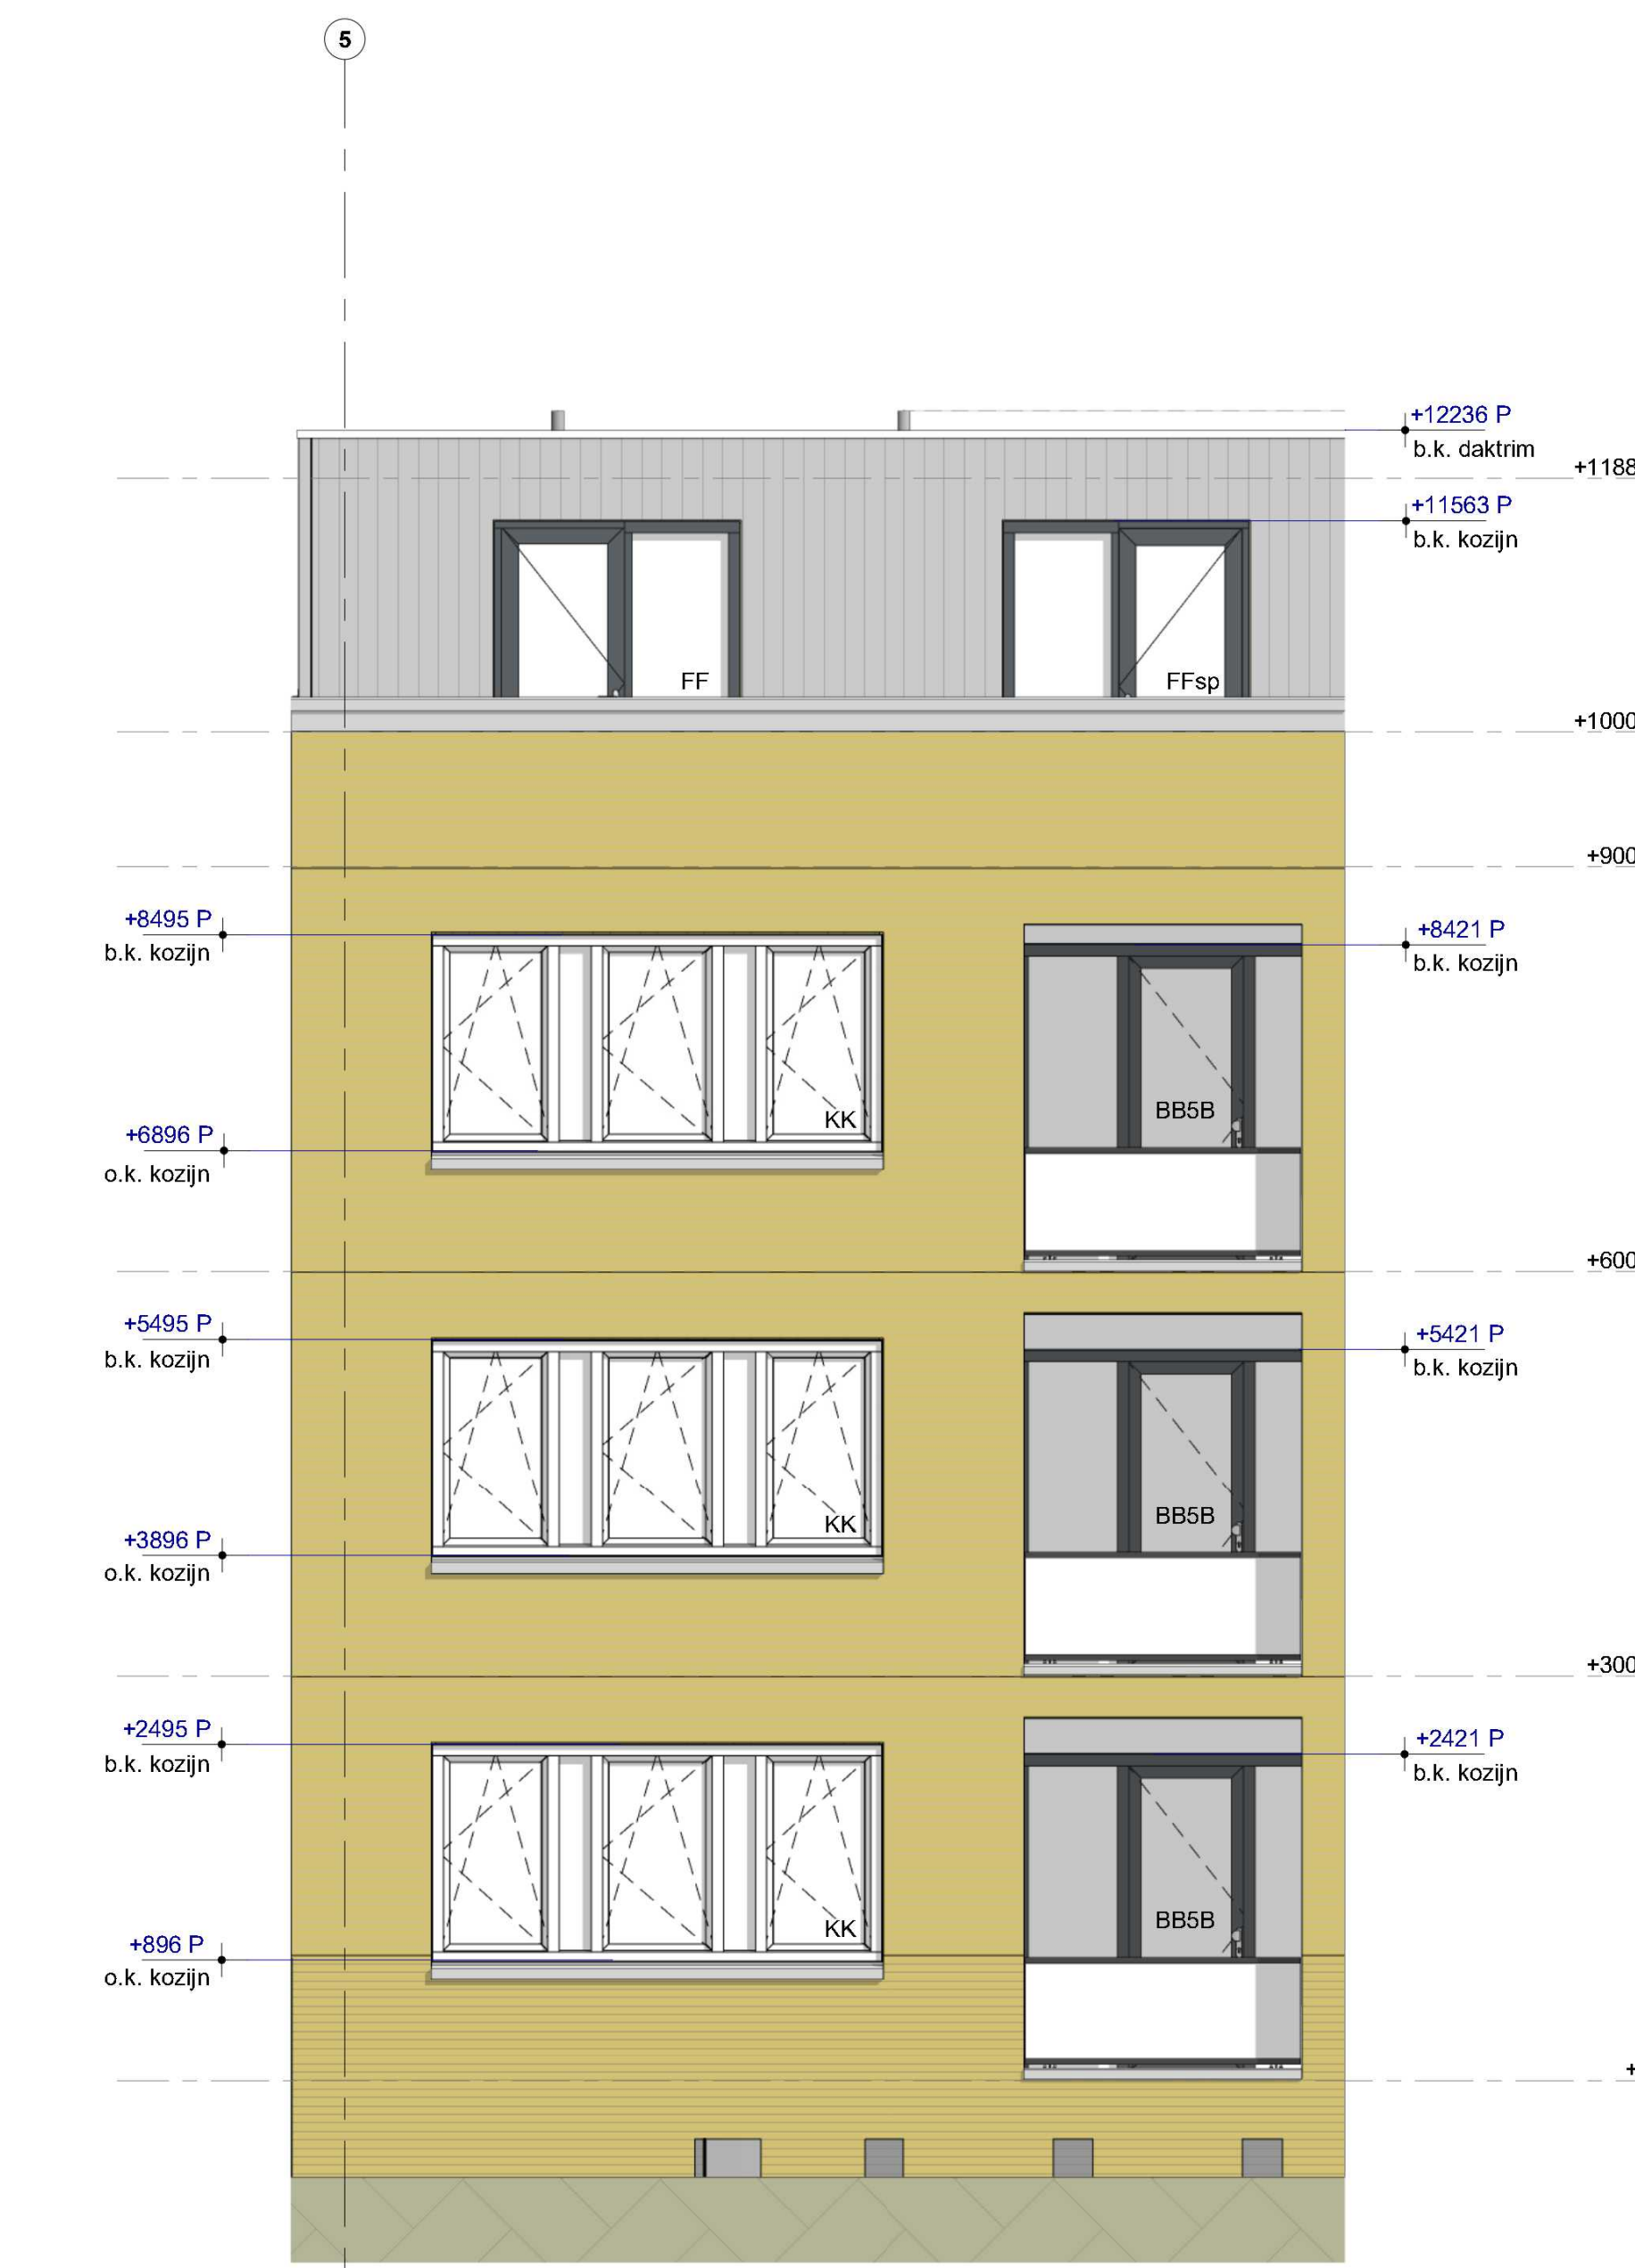 5
+12236 P
b.k. daktrim
+1188
+11563 P
b.k. kozijn
FF
FFsp
+1000
+900
+8495 P
b.k. kozijn
+8421 P
b.k. kozijn
KK
BB5B
+6896 P
o.k. kozijn
+600
+5495 P
b.k. kozijn
+5421 P
b.k. kozijn
KK
BB5B
+3896 P
o.k. kozijn
+300
+2495 P
b.k. kozijn
+2421 P
b.k. kozijn
KK
BB5B
+896 P
o.k. kozijn
+